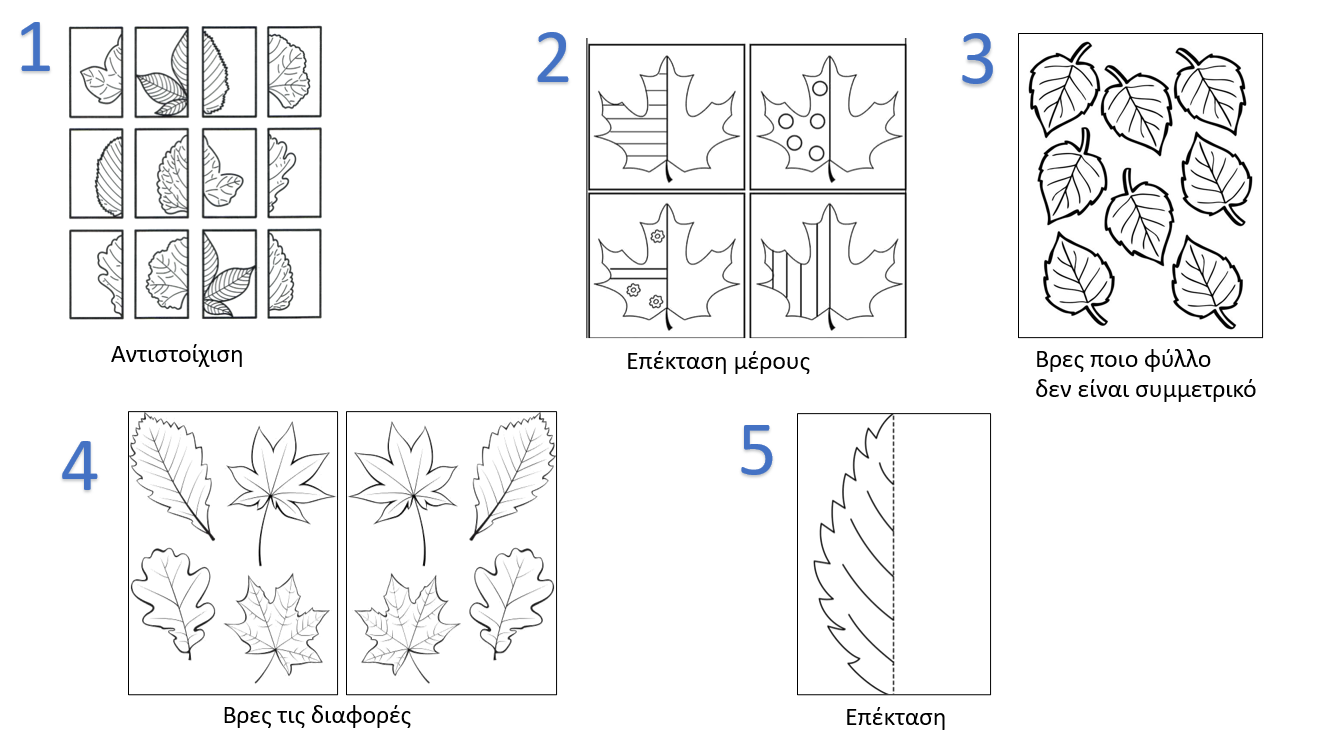 1
2
3
Αντιστοίχιση
Επέκταση μέρους
Βρες ποιο φύλλο
δεν είναι συμμετρικό
4
5
Βρες τις διαφορές
Επέκταση